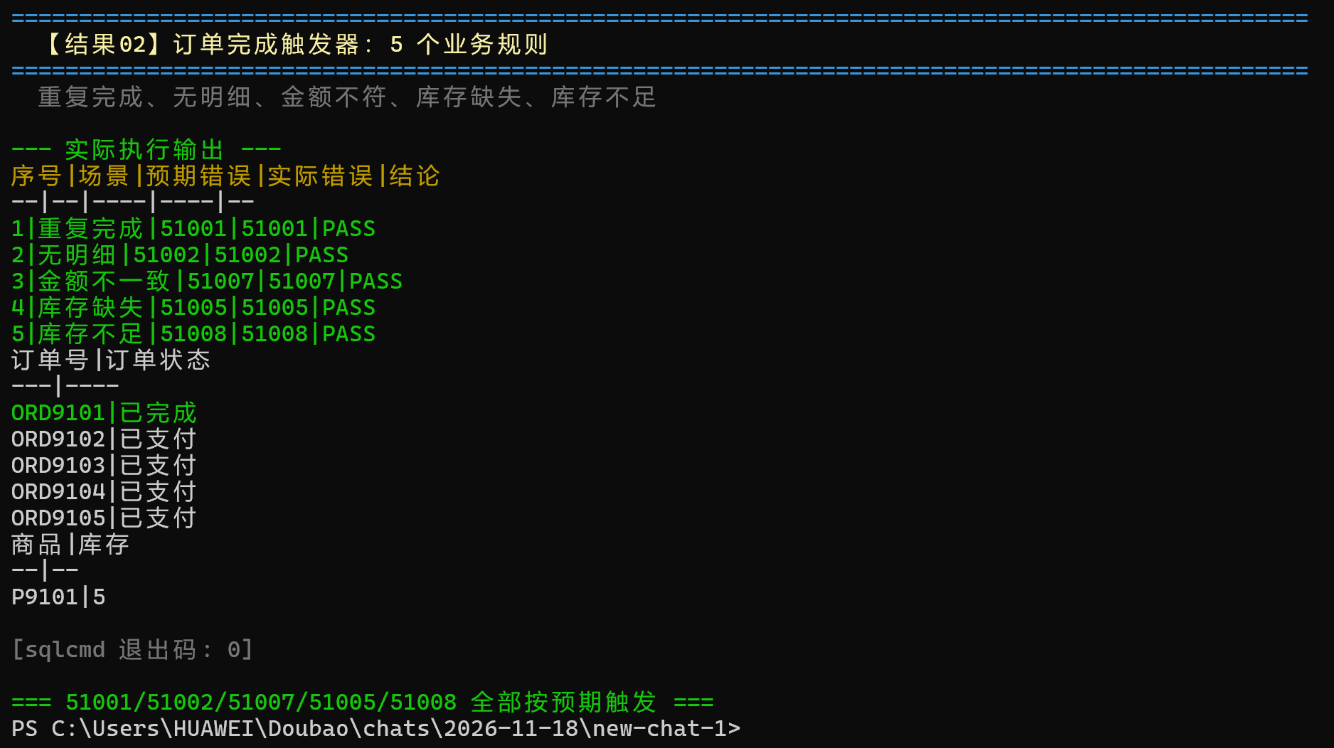 ================================================================================================
【结果02】订单完成触发器: 5 个业务规则
================================================================================================
重复完成、无明细、金额不符、库存缺失、库存不足
--- 实际执行输出 ---
序号|场景|预期错误|实际错误|结论
--|--|----|----|--
1|重复完成|51001|51001|PASS
2|无明细|51002|51002|PASS
3|金额不一致|51007|51007|PASS
4|库存缺失|51005|51005|PASS
5|库存不足|51008|51008|PASS
订单号|订单状态
---|----
ORD9101|已完成
ORD9102|已支付
ORD9103|已支付
ORD9104|已支付
ORD9105|已支付
商品|库存
--|--
P9101|5
[sqlcmd 退出码: 0]
=== 51001/51002/51007/51005/51008 全部按预期触发 ===
PS C:\Users\HUAWEI\Doubao\chats\2026-11-18\new-chat-1>